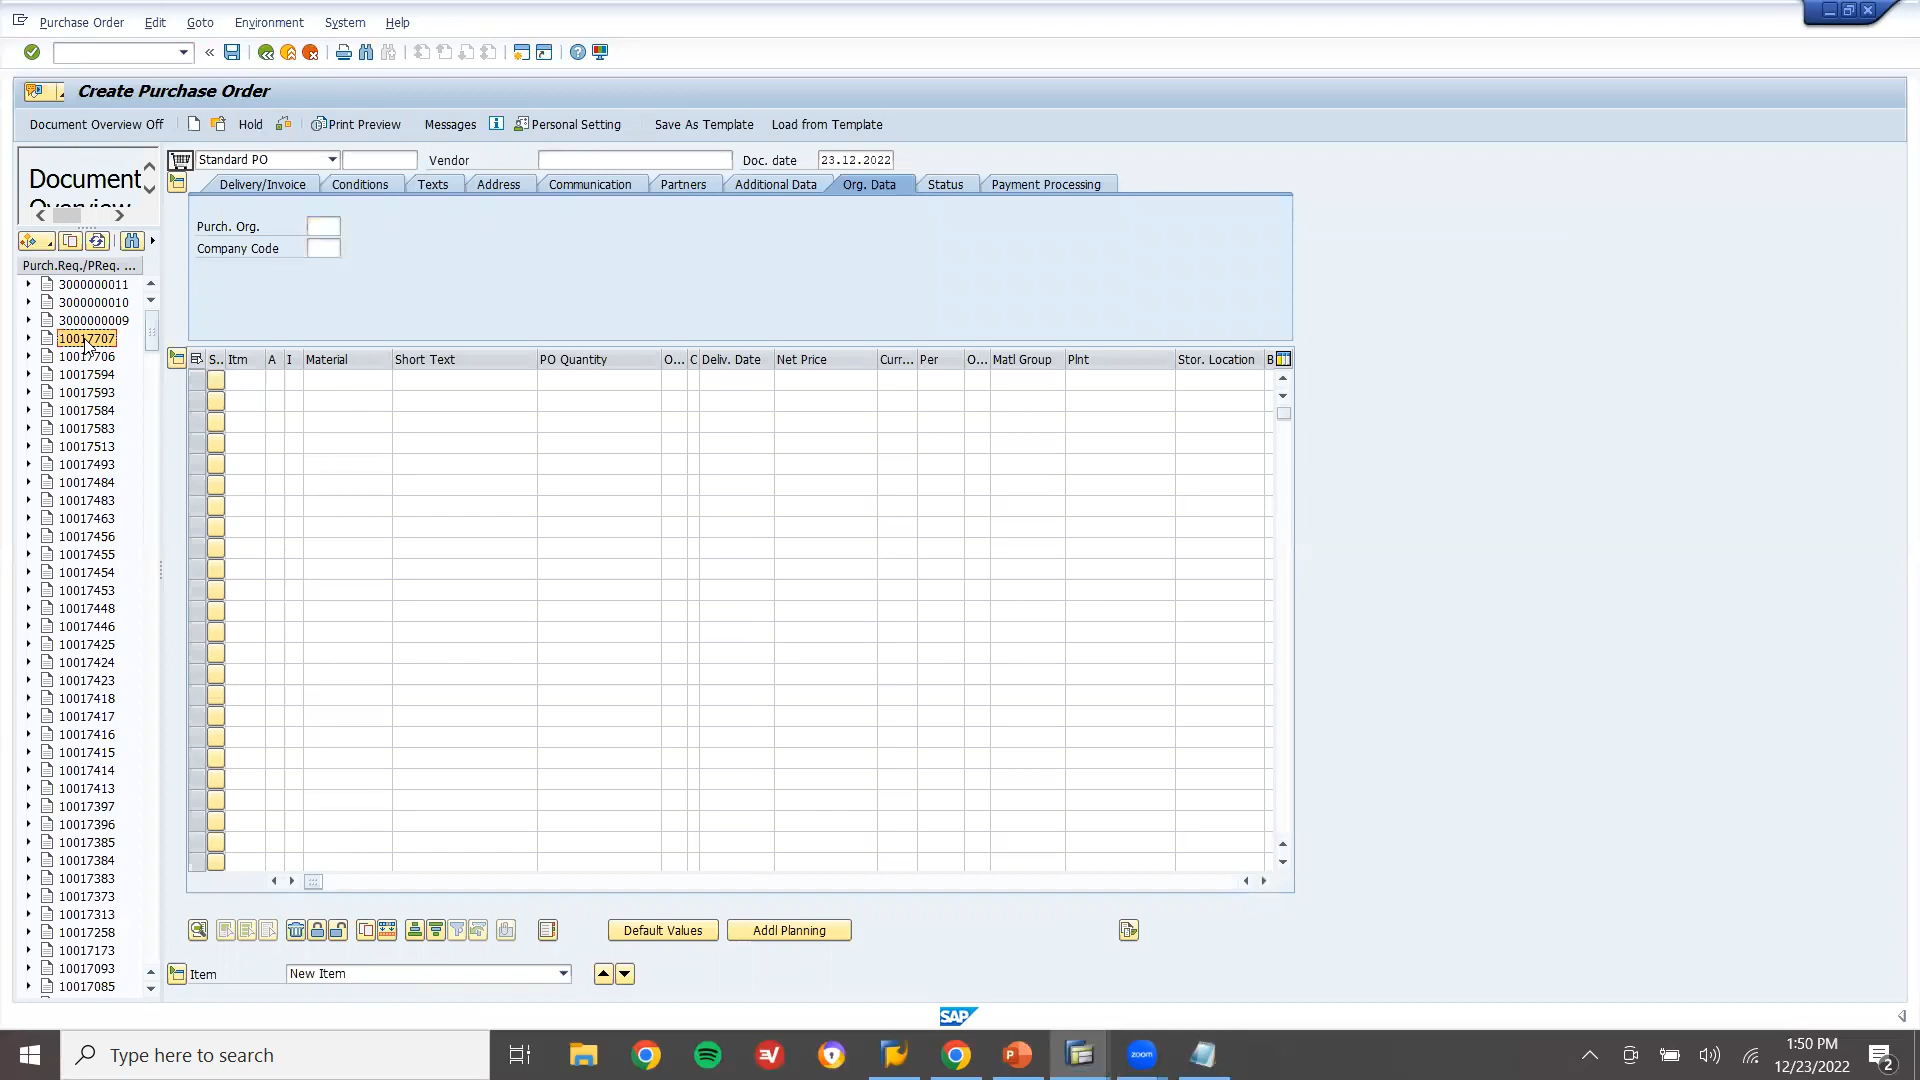 Purchase Order Edit Goto Environment System Help
Create Purchase Order
Document Overview Off Hold Print Preview Messages Personal Setting Save As Template Load from Template
Document
Overview
Standard PO Vendor Doc. date 23.12.2022
Delivery/Invoice Conditions Texts Address Communication Partners Additional Data Org. Data Status Payment Processing
Purch. Org.
Company Code
Purch.Req./PReq. ...
3000000011
3000000010
3000000009
10017707
10017706
10017594
10017593
10017584
10017583
10017513
10017493
10017484
10017483
10017463
10017456
10017455
10017454
10017453
10017448
10017446
10017425
10017424
10017423
10017418
10017417
10017416
10017415
10017414
10017413
10017397
10017396
10017385
10017384
10017383
10017373
10017313
10017258
10017173
10017093
10017085
S.. Itm A I Material Short Text PO Quantity O... C Deliv. Date Net Price Curr... Per O... Matl Group Plnt Stor. Location B
Default Values Addl Planning
Item New Item
SAP
Type here to search
zoom
1:50 PM
12/23/2022
2